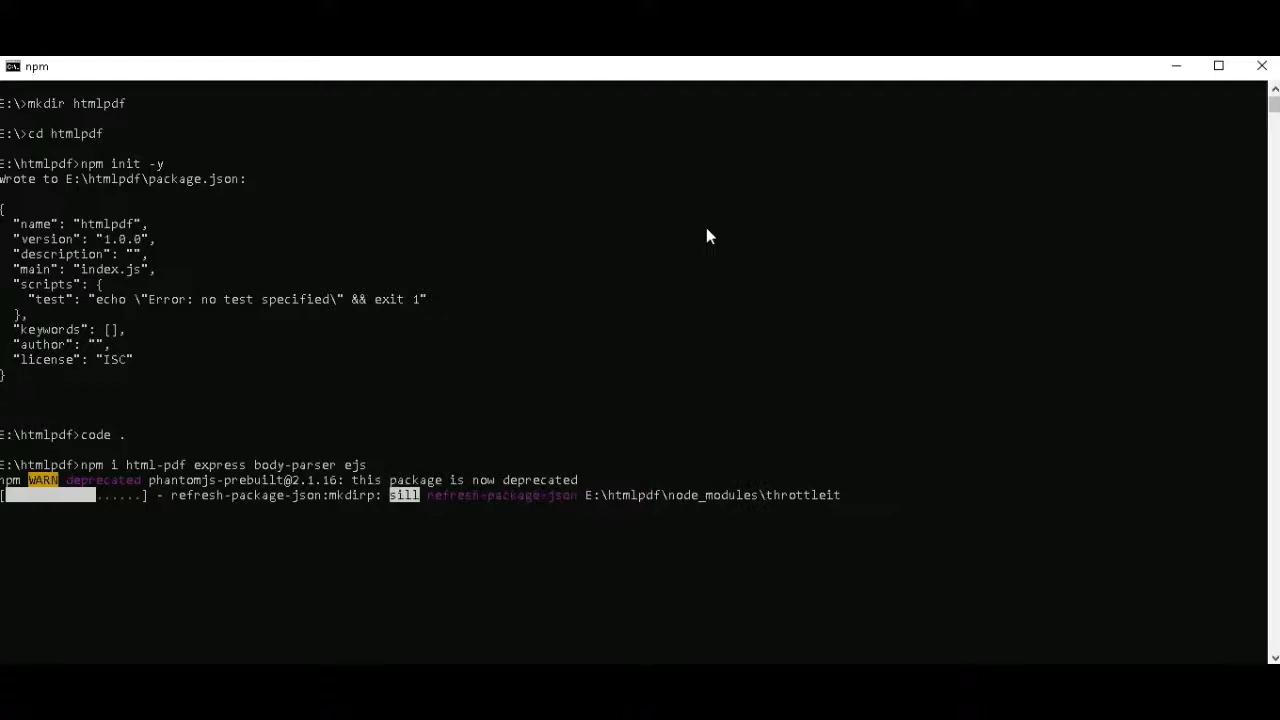 npm
E:\>mkdir htmlpdf
E:\>cd htmlpdf
E:\htmlpdf>npm init -y
Wrote to E:\htmlpdf\package.json:
{
  "name": "htmlpdf",
  "version": "1.0.0",
  "description": "",
  "main": "index.js",
  "scripts": {
    "test": "echo \"Error: no test specified\" && exit 1"
  },
  "keywords": [],
  "author": "",
  "license": "ISC"
}
E:\htmlpdf>code .
E:\htmlpdf>npm i html-pdf express body-parser ejs
npm WARN deprecated phantomjs-prebuilt@2.1.16: this package is now deprecated
[            ......] - refresh-package-json:mkdirp: sill refresh-package-json E:\htmlpdf\node_modules\throttleit